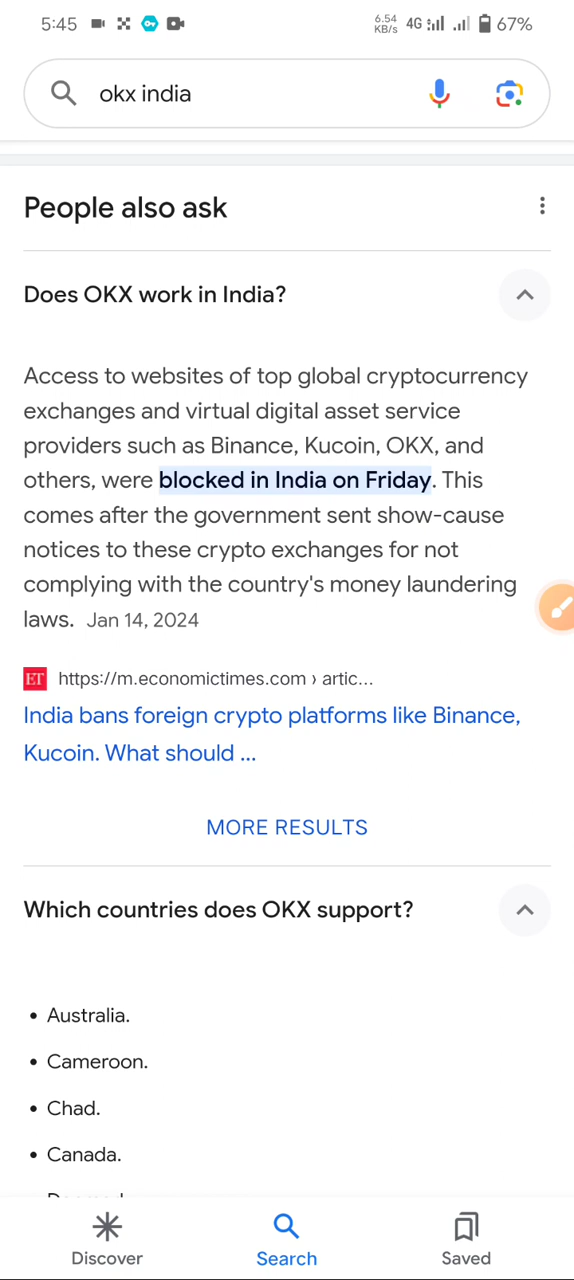 5:45
6.54 KB/s 4G 67%
okx india
People also ask
Does OKX work in India?
Access to websites of top global cryptocurrency
exchanges and virtual digital asset service
providers such as Binance, Kucoin, OKX, and
others, were blocked in India on Friday. This
comes after the government sent show-cause
notices to these crypto exchanges for not
complying with the country's money laundering
laws. Jan 14, 2024
ET https://m.economictimes.com › artic...
India bans foreign crypto platforms like Binance,
Kucoin. What should ...
MORE RESULTS
Which countries does OKX support?
• Australia.
• Cameroon.
• Chad.
• Canada.
Discover Search Saved